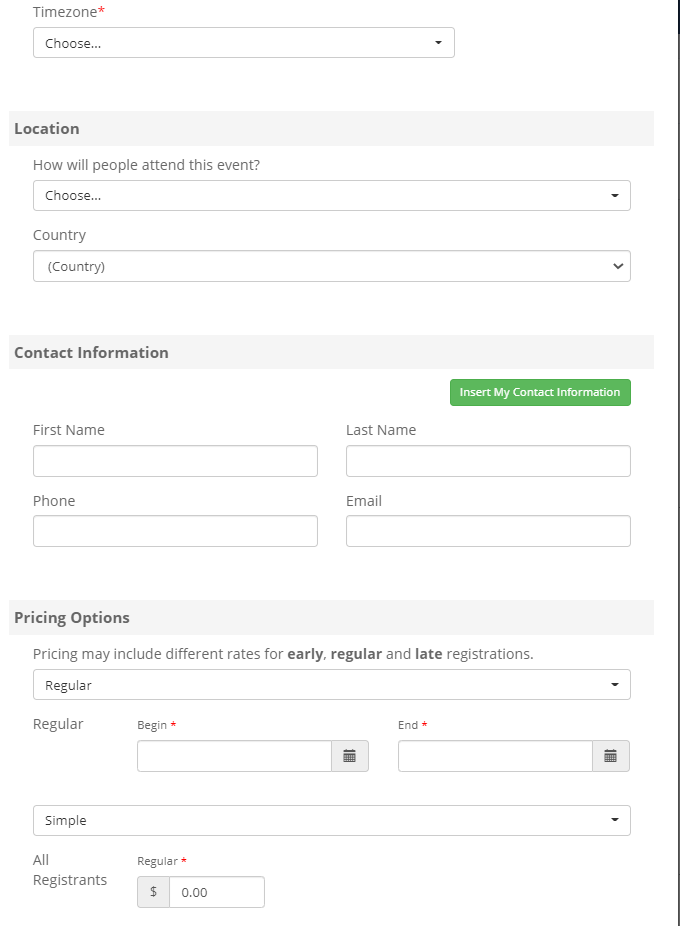 Timezone*
Choose...
Location
How will people attend this event?
Choose...
Country
(Country)
Contact Information
Insert My Contact Information
First Name
Last Name
Phone
Email
Pricing Options
Pricing may include different rates for early, regular and late registrations.
Regular
Regular
Begin *
End *
Simple
All
Registrants
Regular *
$
0.00